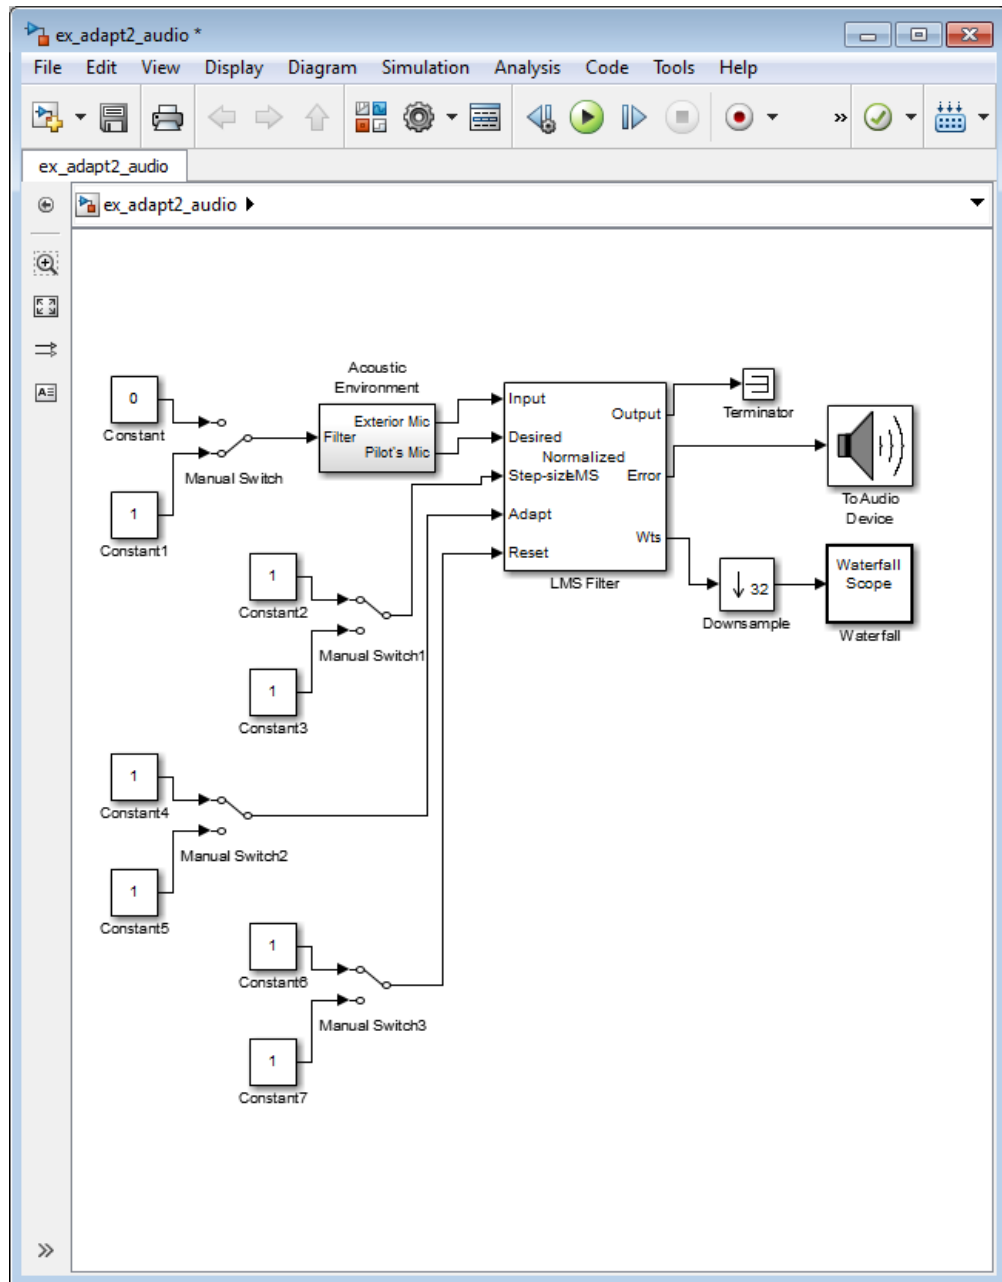 ex_adapt2_audio *
File Edit View Display Diagram Simulation Analysis Code Tools Help
»
ex_adapt2_audio
ex_adapt2_audio
A
0
Constant
1
Constant1
Manual Switch
Acoustic
Environment
Filter
Exterior Mic
Pilot's Mic
1
Constant2
1
Constant3
Manual Switch1
Input
Desired
Normalized
Step-size LMS
Adapt
Reset
Output
Error
Wts
LMS Filter
Terminator
To Audio
Device
32
Downsample
Waterfall
Scope
Waterfall
1
Constant4
1
Constant5
Manual Switch2
1
Constant6
1
Constant7
Manual Switch3
»